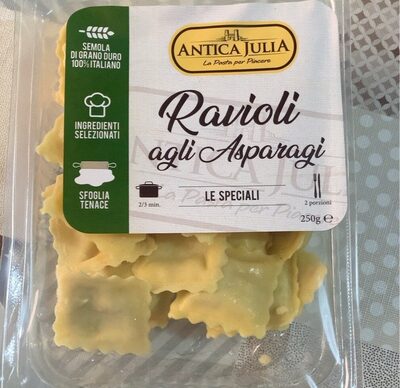 SEMOLA
DI GRANO DURO
100% ITALIANO
INGREDIENTI
SELEZIONATI
SFOGLIA
TENACE
ANTICA JULIA
La Pasta per Piacere
Ravioli
agli Asparagi
LE SPECIALI
2/3 min.
2 porzioni
250g e